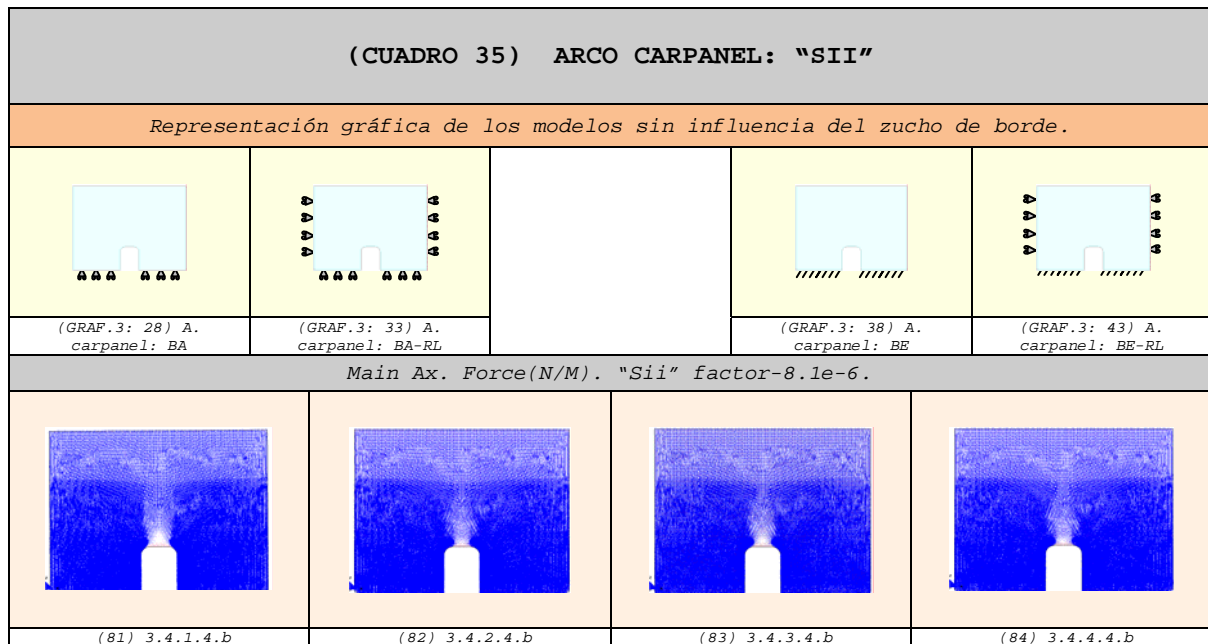 (CUADRO 35) ARCO CARPANEL: “SII”
Representación gráfica de los modelos sin influencia del zucho de borde.
(GRAF.3: 28) A.
carpanel: BA
(GRAF.3: 33) A.
carpanel: BA-RL
(GRAF.3: 38) A.
carpanel: BE
(GRAF.3: 43) A.
carpanel: BE-RL
Main Ax. Force(N/M). “Sii” factor-8.1e-6.
(81) 3.4.1.4.b
(82) 3.4.2.4.b
(83) 3.4.3.4.b
(84) 3.4.4.4.b